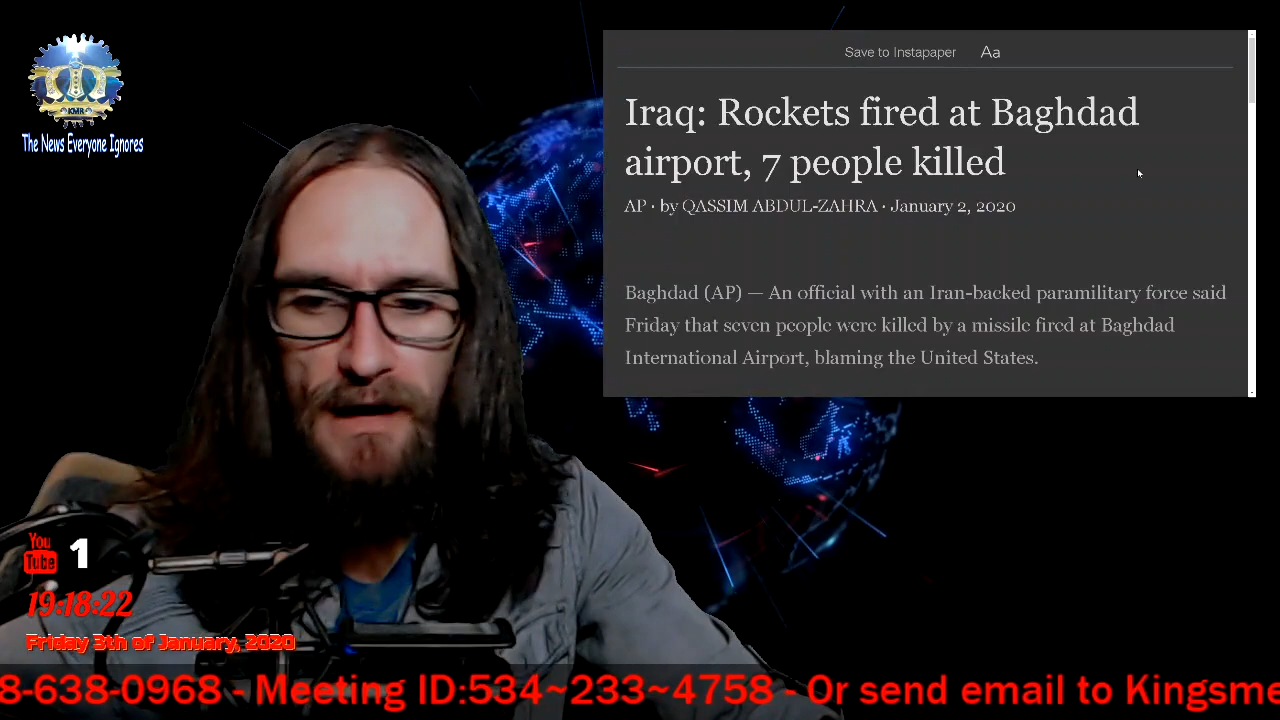 KMR
The News Everyone Ignores
Save to Instapaper Aa
Iraq: Rockets fired at Baghdad
airport, 7 people killed
AP · by QASSIM ABDUL-ZAHRA · January 2, 2020
Baghdad (AP) — An official with an Iran-backed paramilitary force said
Friday that seven people were killed by a missile fired at Baghdad
International Airport, blaming the United States.
You
Tube 1
19:18:22
Friday 3th of January, 2020
8-638-0968 - Meeting ID:534~233~4758 - Or send email to Kingsme